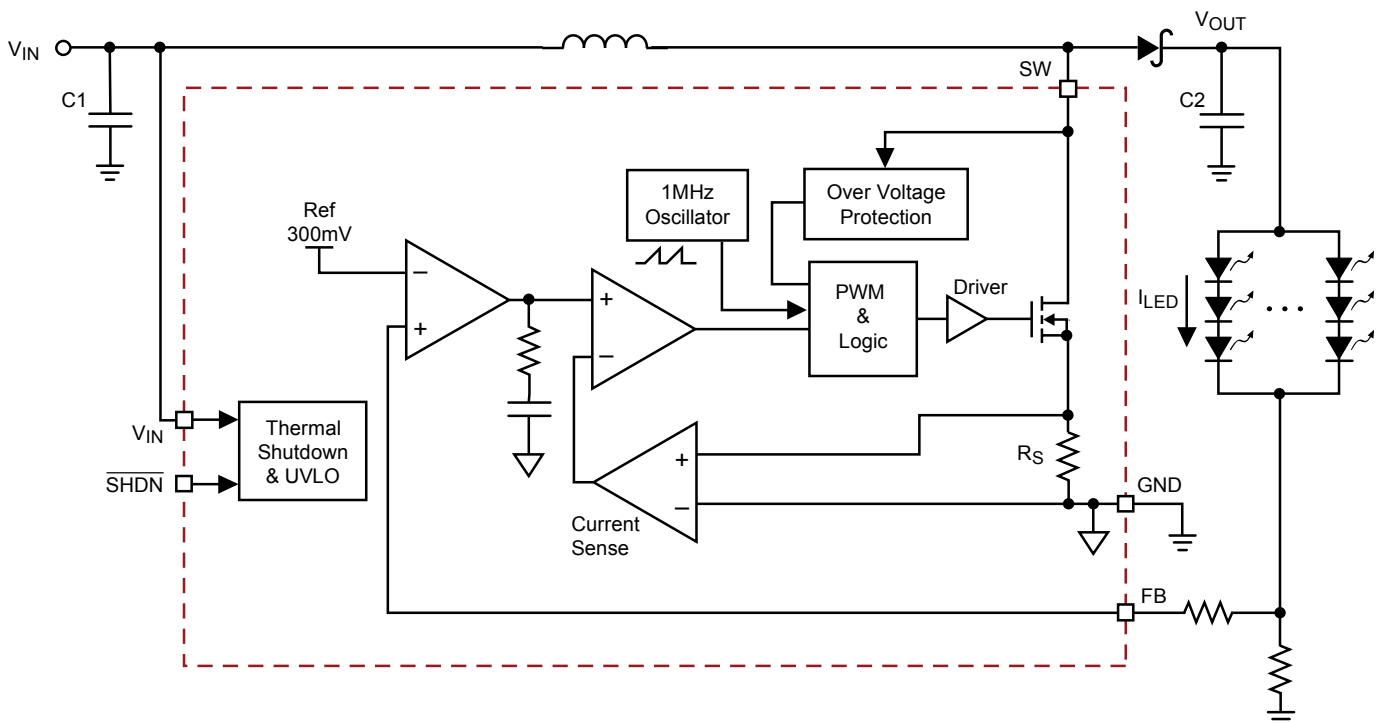 VIN
VOUT
SW
C1
C2
1MHz
Oscillator
Over Voltage
Protection
Ref
300mV
−
+
+
−
PWM
&
Logic
Driver
ILED
• • •
VIN
SHDN
Thermal
Shutdown
& UVLO
+
−
Current
Sense
RS
GND
FB